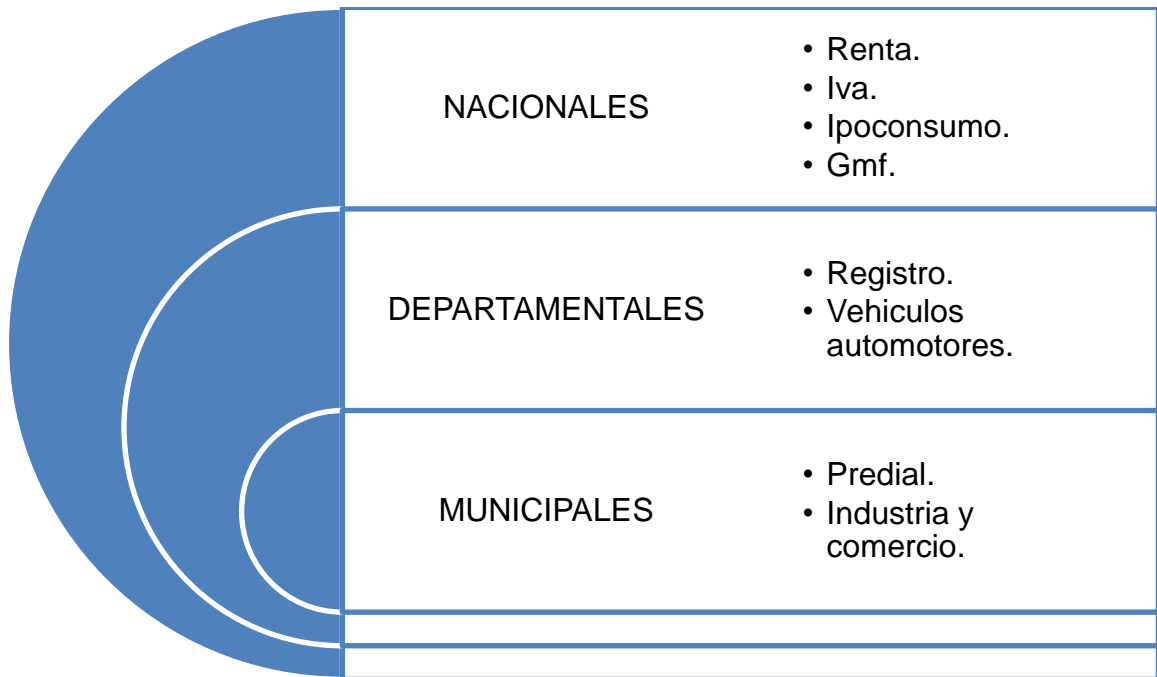 NACIONALES
• Renta.
• Iva.
• Ipoconsumo.
• Gmf.
DEPARTAMENTALES
• Registro.
• Vehiculos
automotores.
MUNICIPALES
• Predial.
• Industria y
comercio.